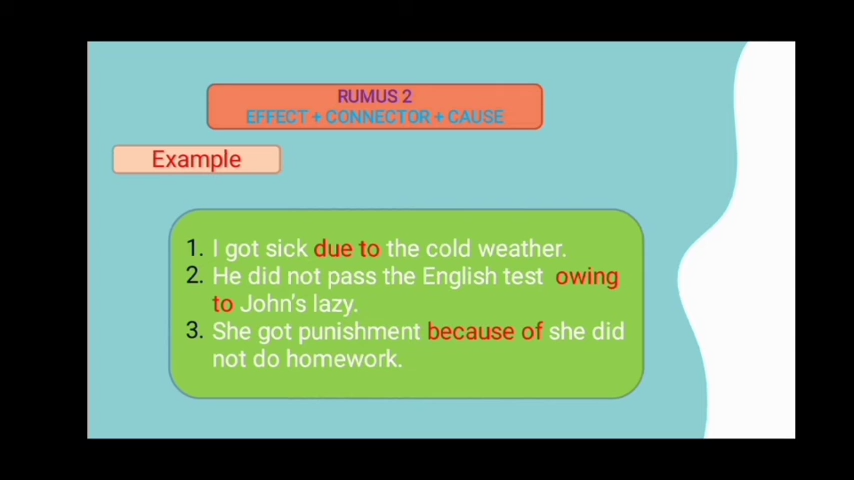 RUMUS 2
EFFECT + CONNECTOR + CAUSE
Example
1. I got sick due to the cold weather.
2. He did not pass the English test owing
to John's lazy.
3. She got punishment because of she did
not do homework.